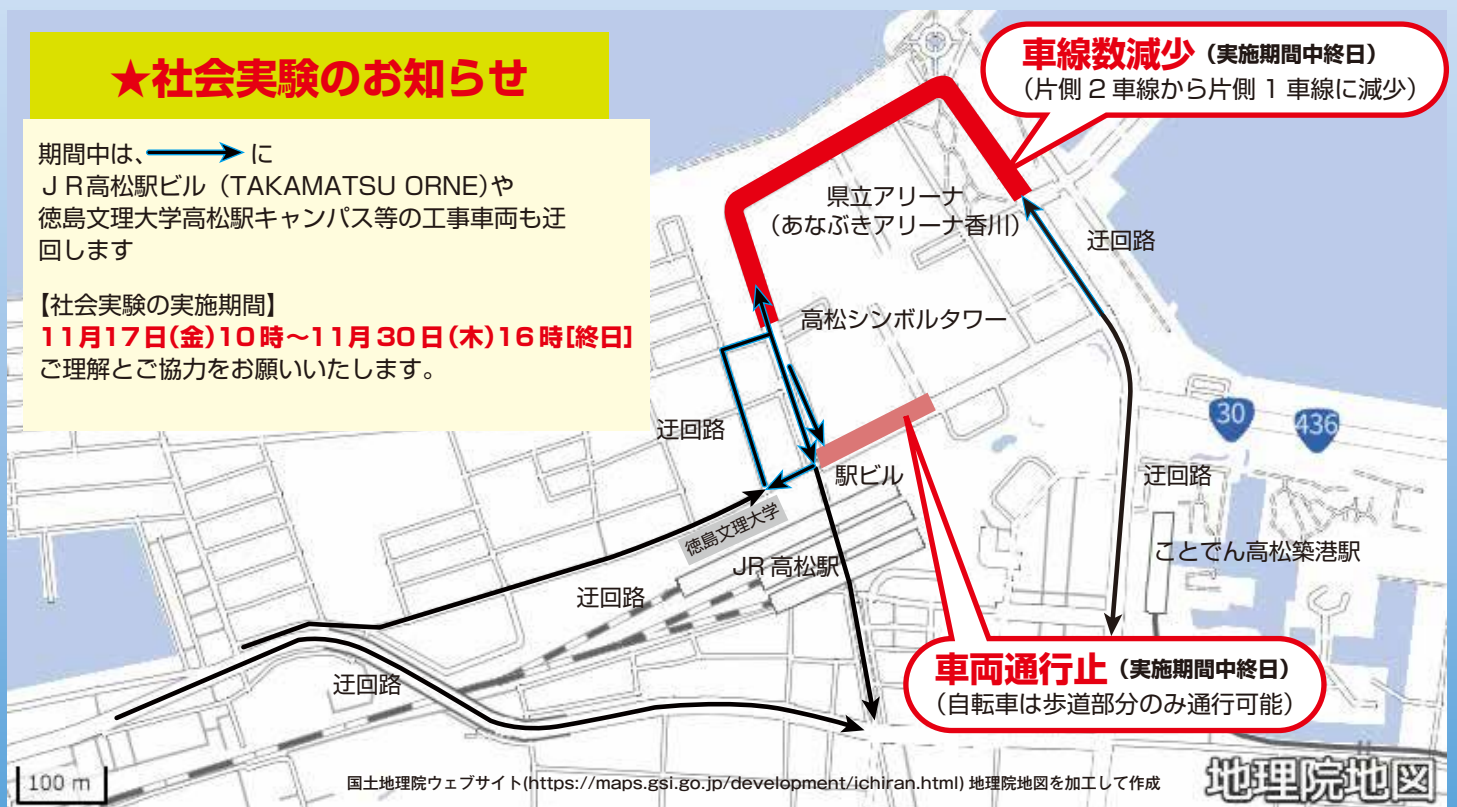 ★社会実験のお知らせ
期間中は、 に
JR高松駅ビル(TAKAMATSU ORNE)や
徳島文理大学高松駅キャンパス等の工事車両も迂
回します
【社会実験の実施期間】
11月17日(金)10時~11月30日(木)16時[終日]
ご理解とご協力をお願いいたします。
車線数減少(実施期間中終日)
(片側2車線から片側1車線に減少)
県立アリーナ
(あなぶきアリーナ香川)
迂回路
高松シンボルタワー
迂回路
30
436
駅ビル
迂回路
徳島文理大学
JR高松駅
ことでん高松築港駅
迂回路
迂回路
車両通行止(実施期間中終日)
(自転車は歩道部分のみ通行可能)
100 m
国土地理院ウェブサイト(https://maps.gsi.go.jp/development/ichiran.html) 地理院地図を加工して作成
地理院地図